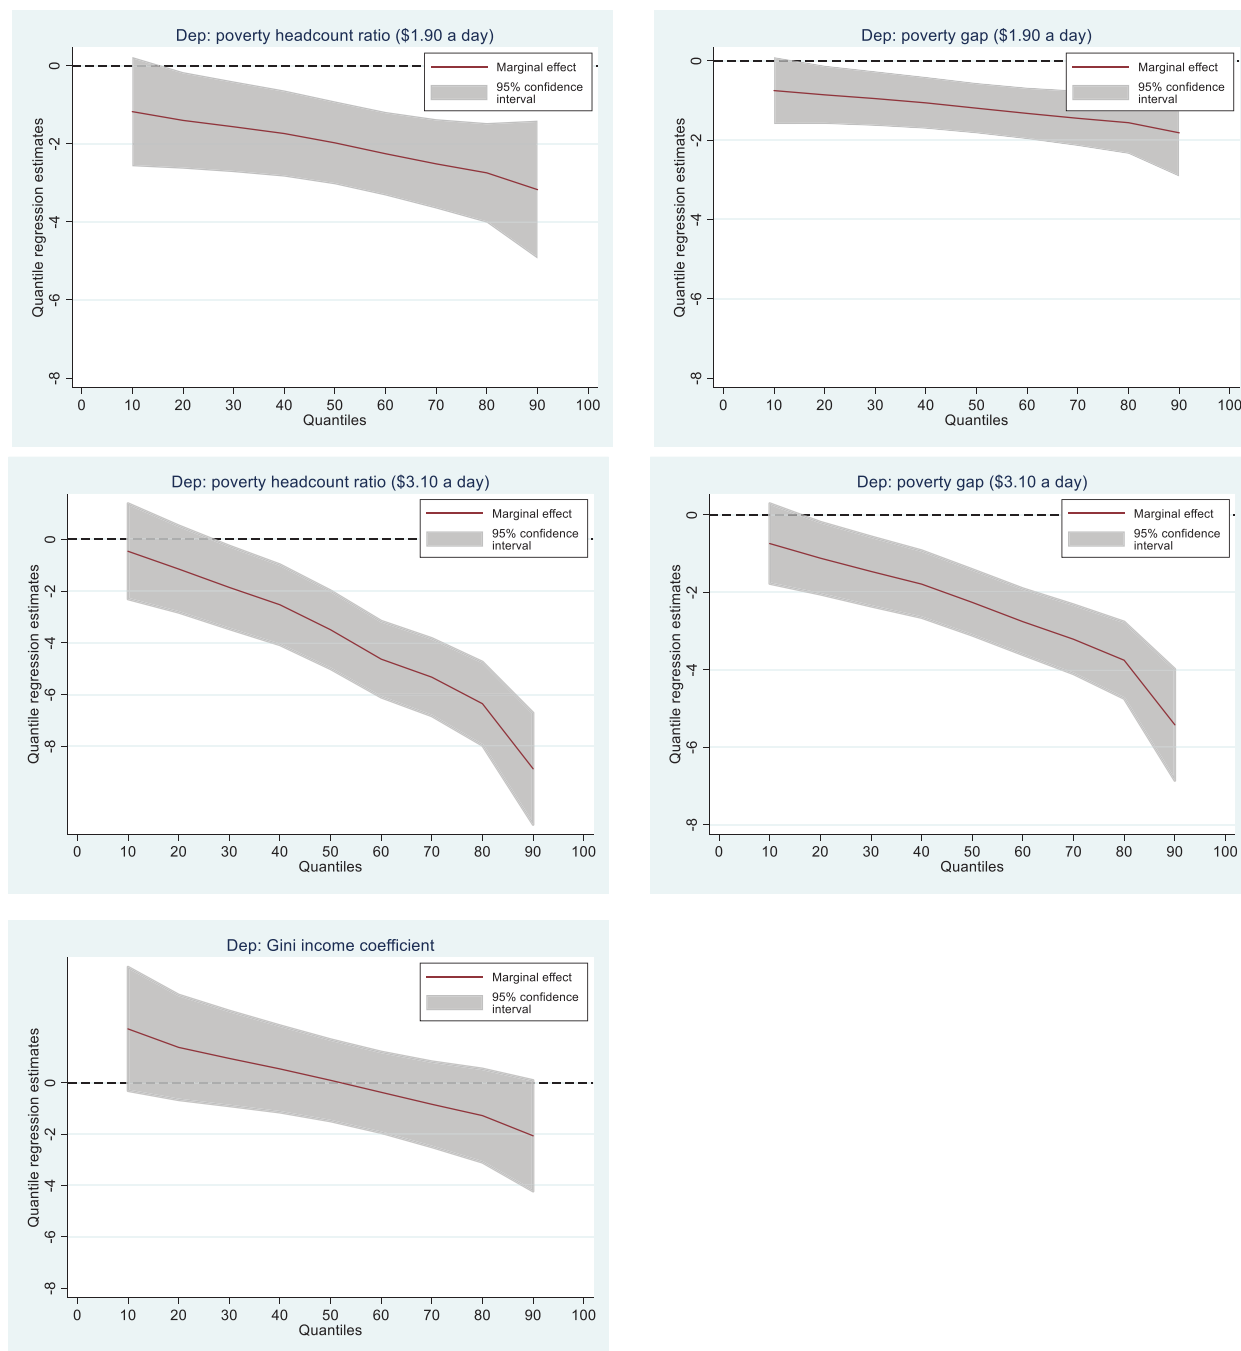 Dep: poverty headcount ratio ($1.90 a day)
Quantile regression estimates
0
-2
-4
-6
-8
Marginal effect
95% confidence
interval
0 10 20 30 40 50 60 70 80 90 100
Quantiles
Dep: poverty gap ($1.90 a day)
Quantile regression estimates
0
-2
-4
-6
-8
Marginal effect
95% confidence
interval
0 10 20 30 40 50 60 70 80 90 100
Quantiles
Dep: poverty headcount ratio ($3.10 a day)
Quantile regression estimates
0
-2
-4
-6
-8
Marginal effect
95% confidence
interval
0 10 20 30 40 50 60 70 80 90 100
Quantiles
Dep: poverty gap ($3.10 a day)
Quantile regression estimates
0
-2
-4
-6
-8
Marginal effect
95% confidence
interval
0 10 20 30 40 50 60 70 80 90 100
Quantiles
Dep: Gini income coefficient
Quantile regression estimates
0
-2
-4
-6
-8
Marginal effect
95% confidence
interval
0 10 20 30 40 50 60 70 80 90 100
Quantiles